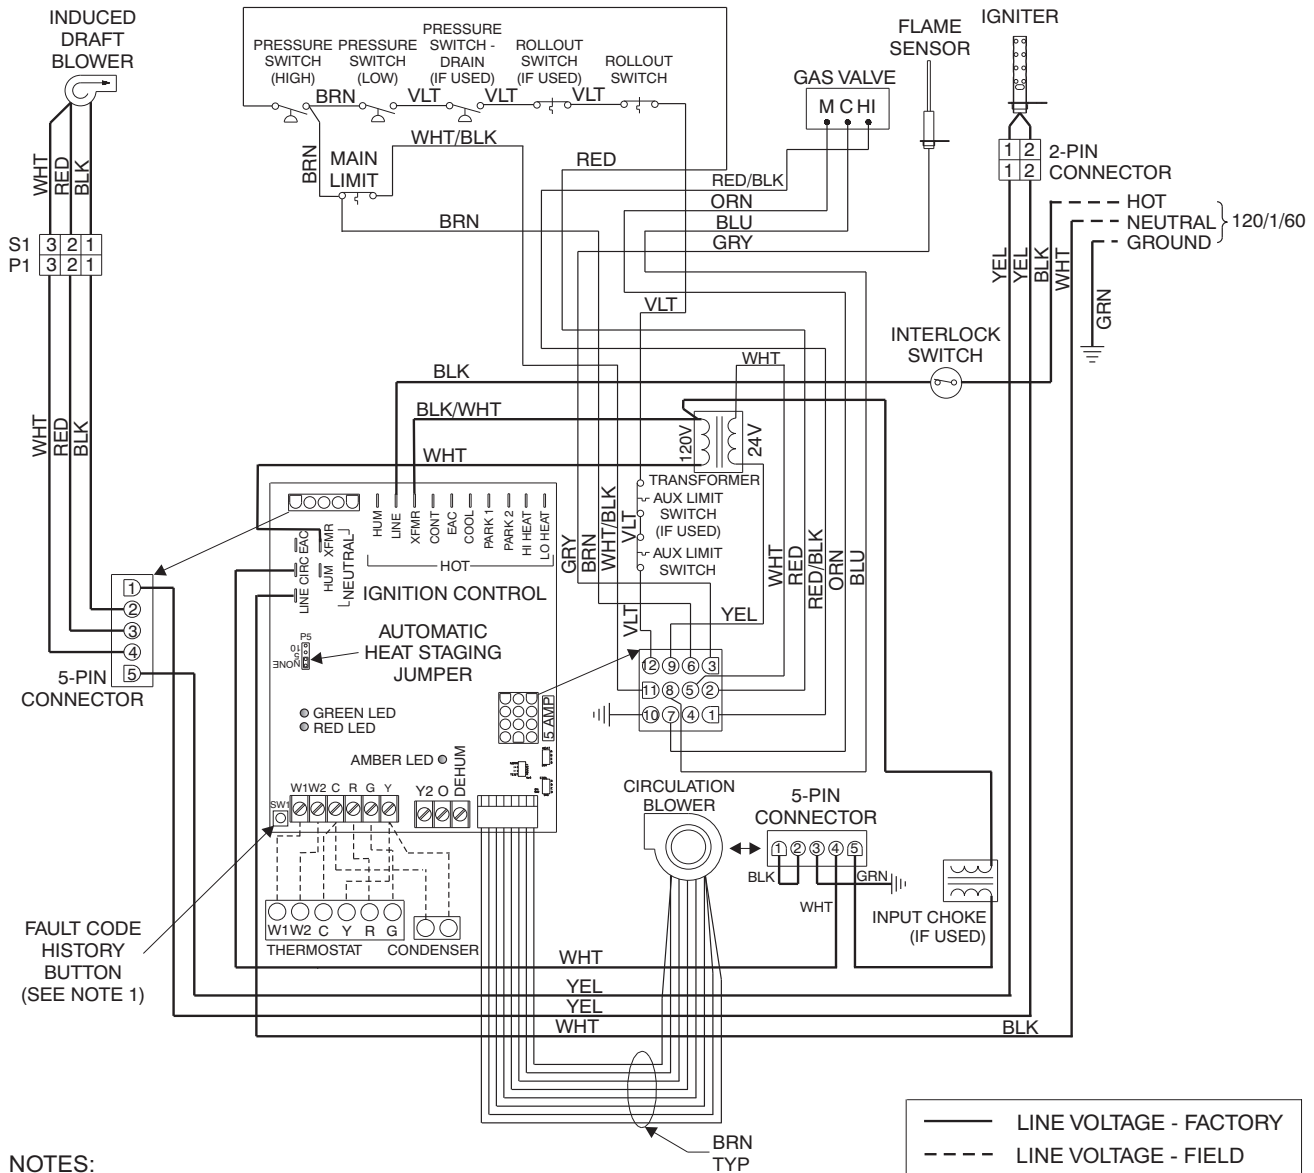 INDUCED
DRAFT
BLOWER
PRESSURE
SWITCH
(HIGH)
PRESSURE
SWITCH
(LOW)
PRESSURE
SWITCH -
DRAIN
(IF USED)
ROLLOUT
SWITCH
(IF USED)
ROLLOUT
SWITCH
FLAME
SENSOR
IGNITER
GAS VALVE
M C HI
BRN
VLT
VLT
VLT
WHT/BLK
BRN
MAIN
LIMIT
RED
RED/BLK
ORN
BLU
GRY
BRN
1 2
1 2
2-PIN
CONNECTOR
HOT
NEUTRAL
GROUND
120/1/60
WHT
RED
BLK
S1 3 2 1
P1 3 2 1
YEL
YEL
BLK
WHT
GRN
VLT
INTERLOCK
SWITCH
WHT
BLK
BLK/WHT
WHT
WHT
RED
BLK
120V
24V
TRANSFORMER
AUX LIMIT
SWITCH
(IF USED)
AUX LIMIT
SWITCH
VLT
VLT
GRY
BRN
WHT/BLK
WHT
RED
RED/BLK
ORN
BLU
YEL
HUM
LINE
XFMR
CONT
EAC
COOL
PARK 1
PARK 2
HI HEAT
LO HEAT
HOT
EAC
CIRC
LINE
XFMR
HUM
NEUTRAL
IGNITION CONTROL
P5
10
5
NONE
AUTOMATIC
HEAT STAGING
JUMPER
1
2
3
4
5
5-PIN
CONNECTOR
12 9 6 3
11 8 5 2
10 7 4 1
GREEN LED
RED LED
5 AMP
AMBER LED
DEHUM
SW1
W1 W2 C R G Y
Y2 O
CIRCULATION
BLOWER
5-PIN
CONNECTOR
1 2 3 4 5
BLK
GRN
WHT
INPUT CHOKE
(IF USED)
W1 W2 C Y R G
THERMOSTAT
CONDENSER
FAULT CODE
HISTORY
BUTTON
(SEE NOTE 1)
WHT
YEL
YEL
WHT
BLK
BRN
TYP
LINE VOLTAGE - FACTORY
LINE VOLTAGE - FIELD
NOTES: